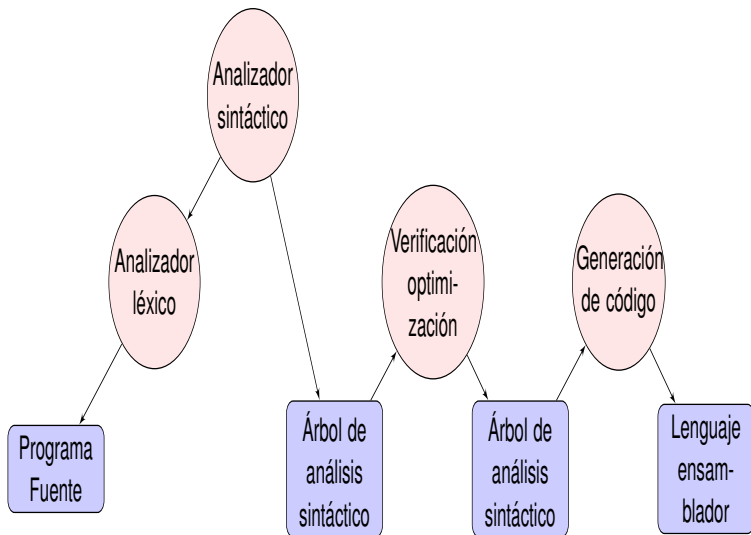 Analizador
sintáctico
Analizador
léxico
Verificación
optimi-
zación
Generación
de código
Programa
Fuente
Árbol de
análisis
sintáctico
Árbol de
análisis
sintáctico
Lenguaje
ensam-
blador